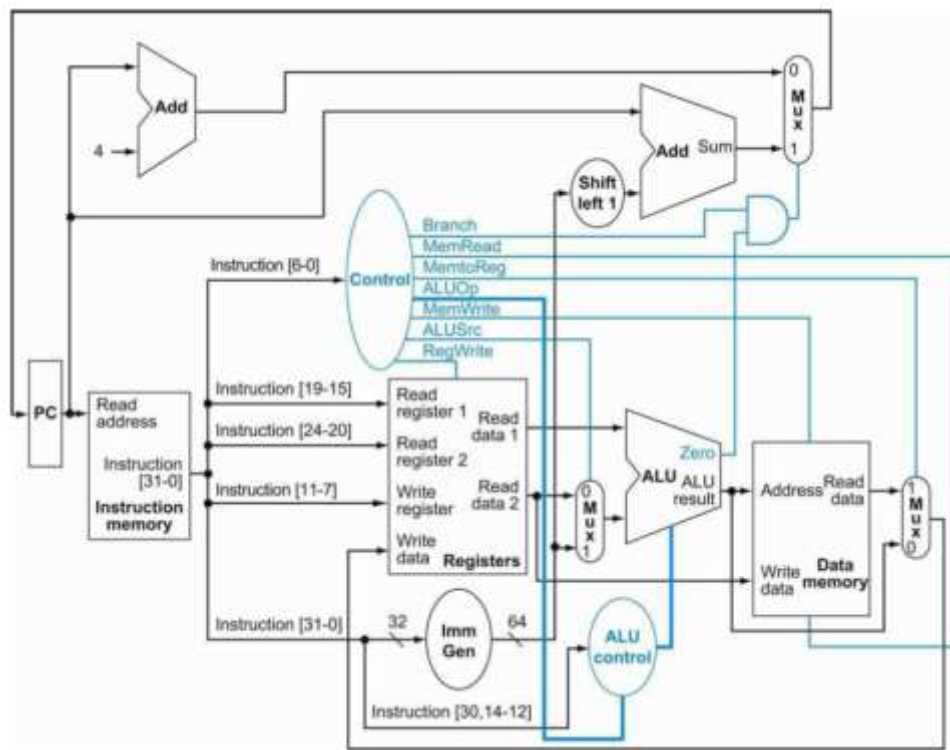 Add
4
Add Sum
0
Mux
1
Shift
left 1
Branch
MemRead
MemtoReg
ALUOp
MemWrite
ALUSrc
RegWrite
Control
Instruction [6-0]
PC
Read
address
Instruction
[31-0]
Instruction
memory
Instruction [19-15]
Instruction [24-20]
Instruction [11-7]
Read
register 1
Read
register 2
Write
register
Write
data
Read
data 1
Read
data 2
Registers
0
Mux
1
Zero
ALU
ALU
result
Address
Read
data
Write
data
Data
memory
1
Mux
0
Instruction [31-0]
32
Imm
Gen
64
ALU
control
Instruction [30,14-12]